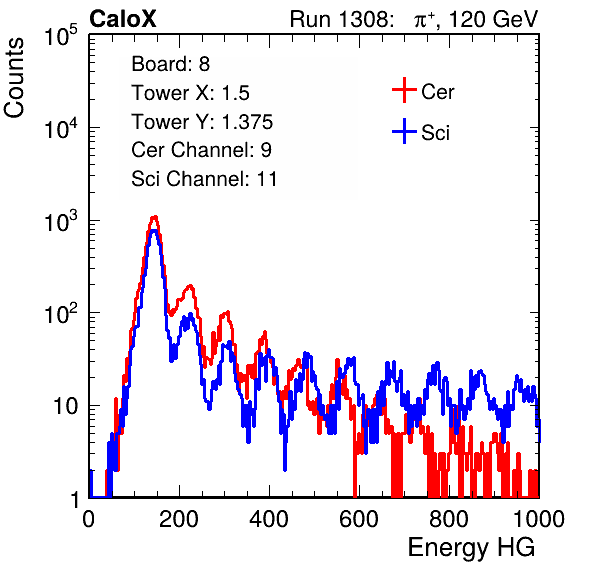 CaloX Run 1308: π⁺, 120 GeV
Counts
10⁵
10⁴
10³
10²
10
1
Board: 8
Tower X: 1.5
Tower Y: 1.375
Cer Channel: 9
Sci Channel: 11
Cer
Sci
0 200 400 600 800 1000
Energy HG